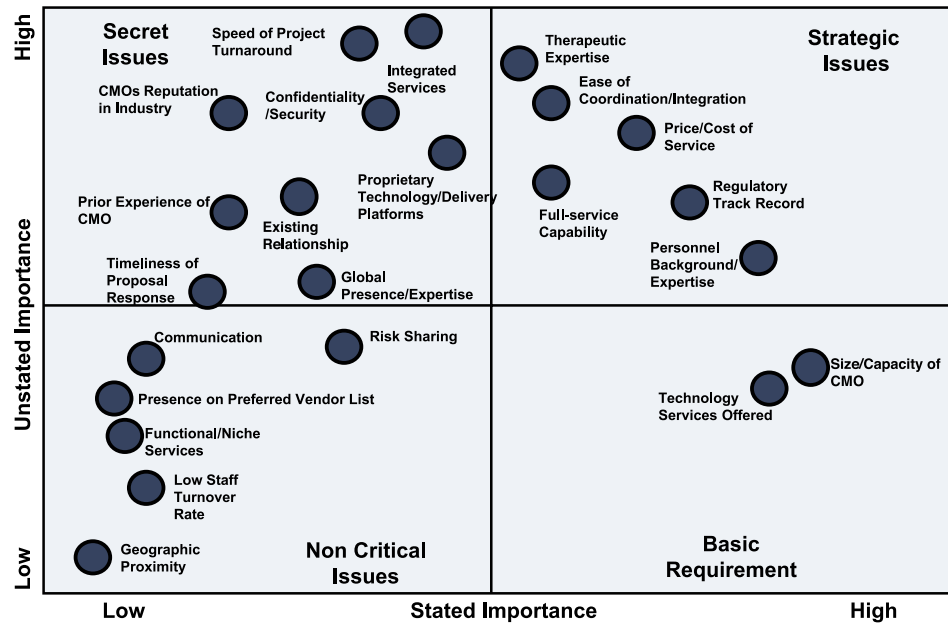 High
Secret
Issues
Speed of Project
Turnaround
Integrated
Services
CMOs Reputation
in Industry
Confidentiality
/Security
Proprietary
Technology/Delivery
Platforms
Prior Experience of
CMO
Existing
Relationship
Timeliness of
Proposal
Response
Global
Presence/Expertise
Therapeutic
Expertise
Strategic
Issues
Ease of
Coordination/Integration
Price/Cost of
Service
Full-service
Capability
Regulatory
Track Record
Personnel
Background/
Expertise
Unstated Importance
Communication
Risk Sharing
Presence on Preferred Vendor List
Functional/Niche
Services
Low Staff
Turnover
Rate
Geographic
Proximity
Non Critical
Issues
Size/Capacity of
CMO
Technology
Services Offered
Basic
Requirement
Low
Low
Stated Importance
High